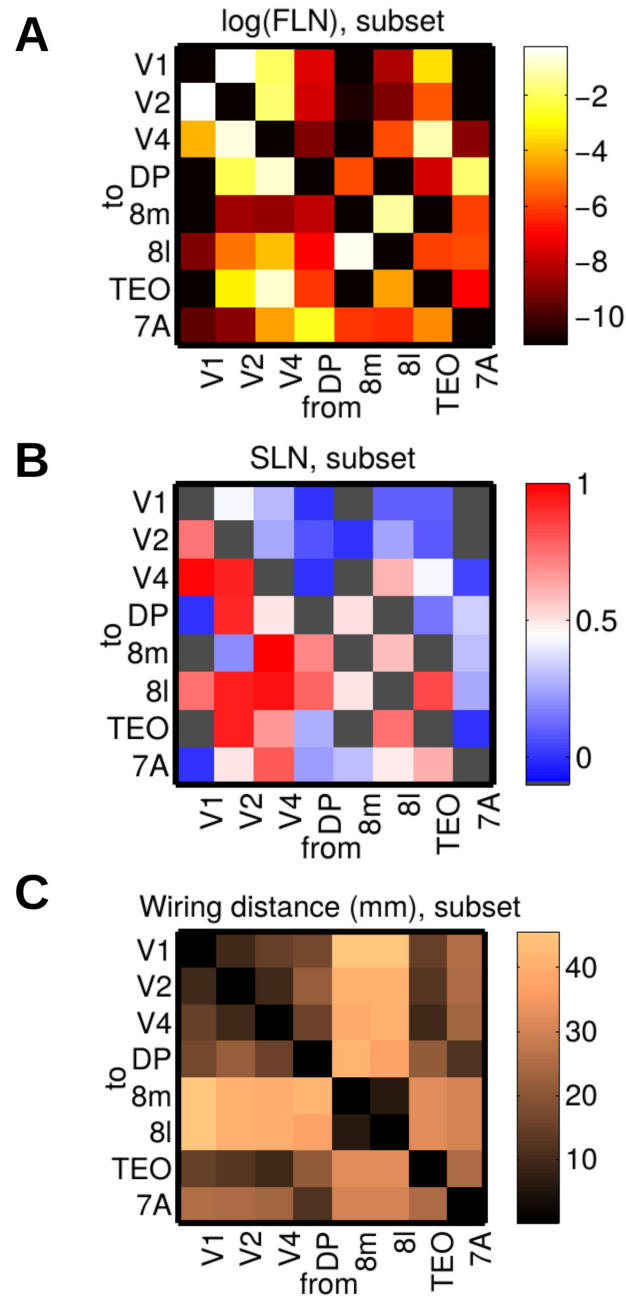 A
log(FLN), subset
V1
V2
V4
DP
8m
8l
TEO
7A
to
V1 V2 V4 DP 8m 8l TEO 7A
from
−2
−4
−6
−8
−10
B
SLN, subset
V1
V2
V4
DP
8m
8l
TEO
7A
to
V1 V2 V4 DP 8m 8l TEO 7A
from
1
0.5
0
C
Wiring distance (mm), subset
V1
V2
V4
DP
8m
8l
TEO
7A
to
V1 V2 V4 DP 8m 8l TEO 7A
from
40
30
20
10